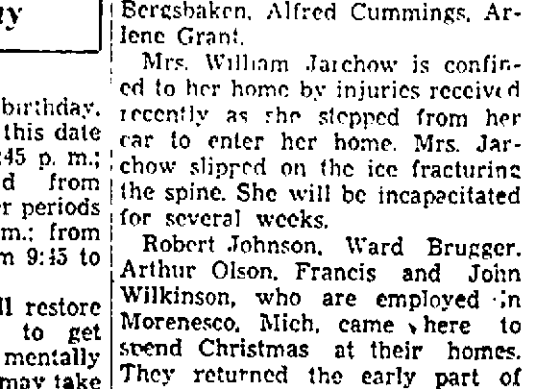 y
birthday.
this date
:45 p. m.;
d from
r periods
m.; from
m 9:45 to
ll restore
to get
mentally
may take
Bergsbaken, Alfred Cummings, Ar-
lene Grant.
Mrs. William Jarchow is confin-
ed to her home by injuries received
recently as she stepped from her
car to enter her home. Mrs. Jar-
chow slipped on the ice fracturing
the spine. She will be incapacitated
for several weeks.
Robert Johnson, Ward Brugger,
Arthur Olson, Francis and John
Wilkinson, who are employed in
Morenesco, Mich, came here to
spend Christmas at their homes.
They returned the early part of